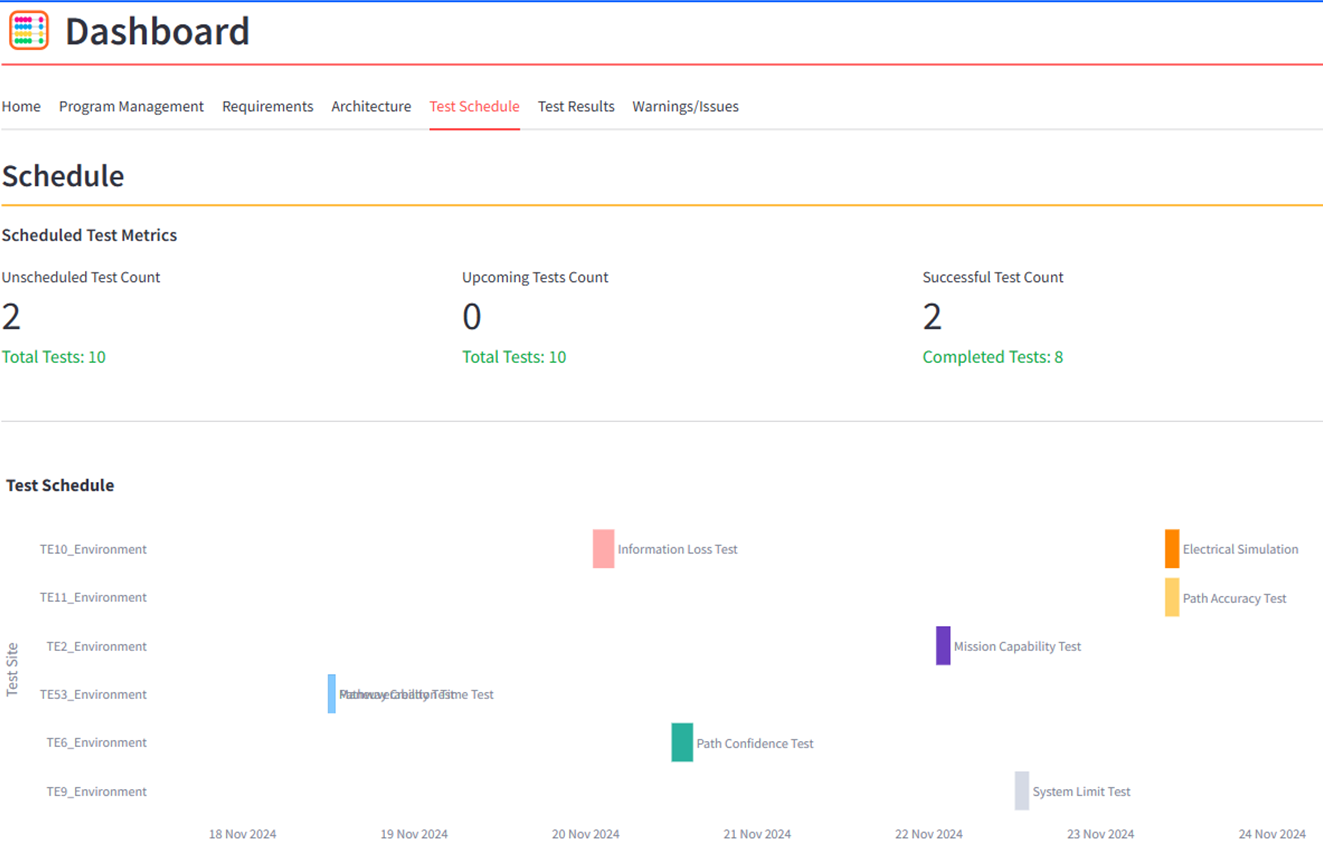 Dashboard
Home Program Management Requirements Architecture Test Schedule Test Results Warnings/Issues
Schedule
Scheduled Test Metrics
Unscheduled Test Count Upcoming Tests Count Successful Test Count
2 0 2
Total Tests: 10 Total Tests: 10 Completed Tests: 8
Test Schedule
Test Site
TE10_Environment Information Loss Test Electrical Simulation
TE11_Environment Path Accuracy Test
TE2_Environment Mission Capability Test
TE53_Environment Time Test
TE6_Environment Path Confidence Test
TE9_Environment System Limit Test
18 Nov 2024 19 Nov 2024 20 Nov 2024 21 Nov 2024 22 Nov 2024 23 Nov 2024 24 Nov 2024